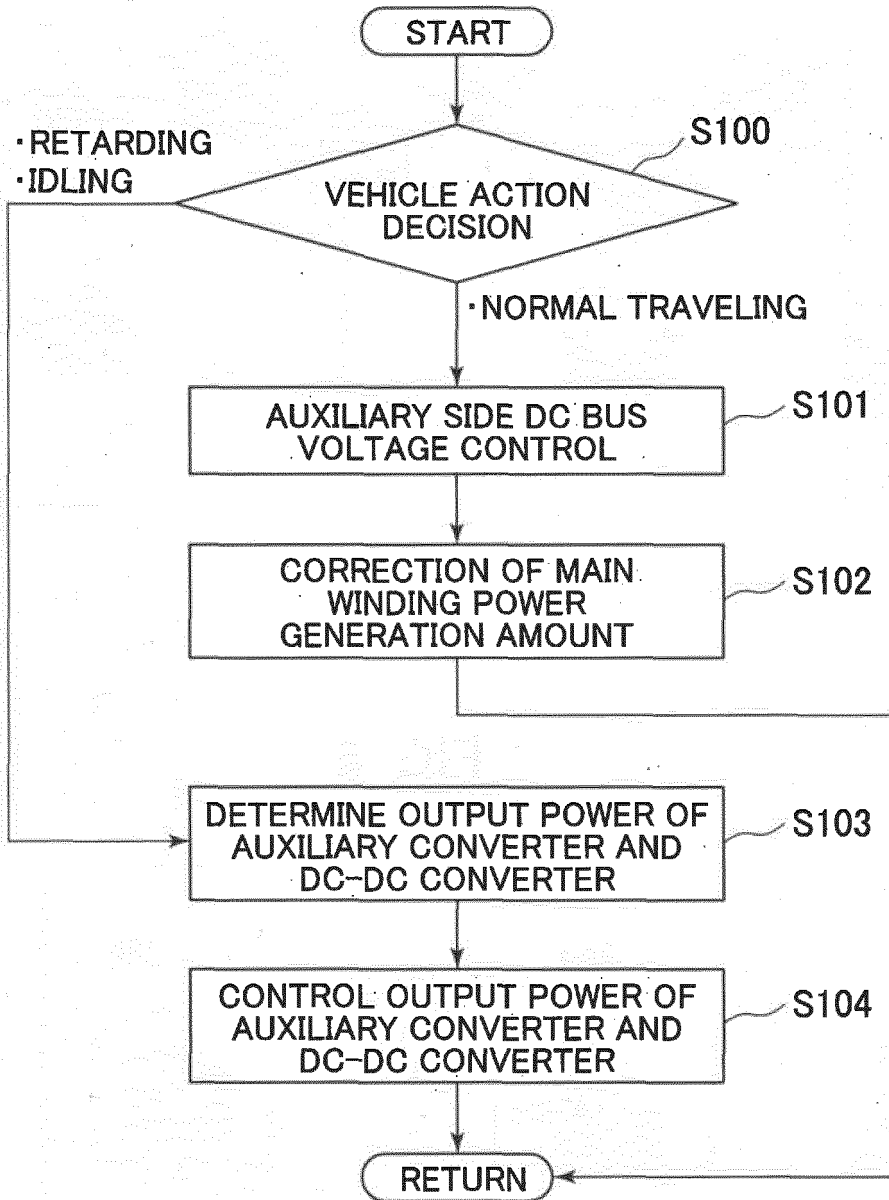 START
S100
·RETARDING
·IDLING
VEHICLE ACTION
DECISION
·NORMAL TRAVELING
AUXILIARY SIDE DC BUS
VOLTAGE CONTROL
S101
CORRECTION OF MAIN
WINDING POWER
GENERATION AMOUNT
S102
DETERMINE OUTPUT POWER OF
AUXILIARY CONVERTER AND
DC-DC CONVERTER
S103
CONTROL OUTPUT POWER OF
AUXILIARY CONVERTER AND
DC-DC CONVERTER
S104
RETURN